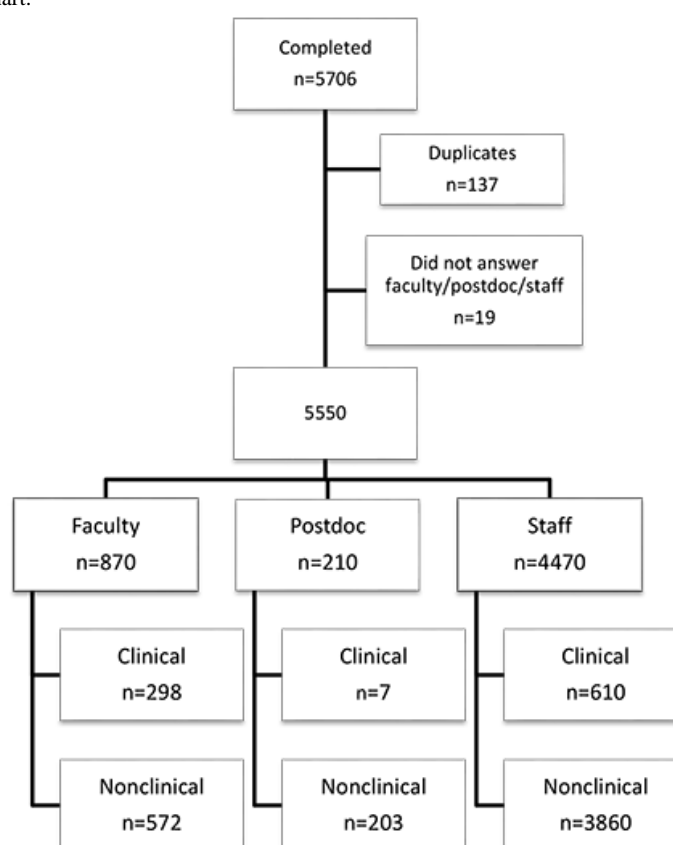 Completed
n=5706
Duplicates
n=137
Did not answer
faculty/postdoc/staff
n=19
5550
Faculty
n=870
Postdoc
n=210
Staff
n=4470
Clinical
n=298
Clinical
n=7
Clinical
n=610
Nonclinical
n=572
Nonclinical
n=203
Nonclinical
n=3860